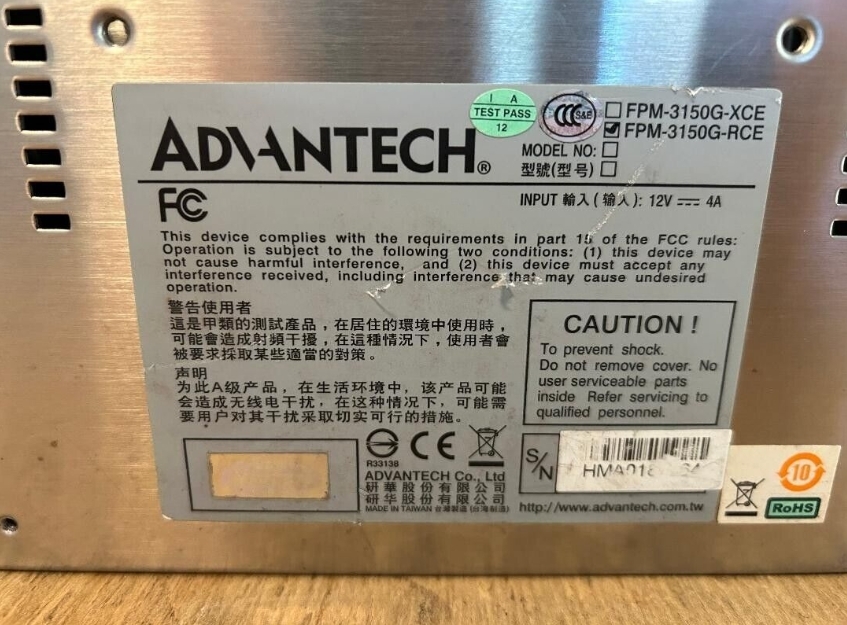 I A
TEST PASS
12
CCC S&E
FPM-3150G-XCE
FPM-3150G-RCE
ADVANTECH®
MODEL NO:
型號(型号)
FC
INPUT 輸入(输入): 12V 4A
This device complies with the requirements in part 15 of the FCC rules:
Operation is subject to the following two conditions: (1) this device may
not cause harmful interference, and (2) this device must accept any
interference received, including interference that may cause undesired
operation.
警告使用者
這是甲類的測試產品，在居住的環境中使用時，
可能會造成射頻干擾，在這種情況下，使用者會
被要求採取某些適當的對策。
声明
为此A级产品，在生活环境中，该产品可能
会造成无线电干扰，在这种情况下，可能需
要用户对其干扰采取切实可行的措施。
CAUTION !
To prevent shock.
Do not remove cover. No
user serviceable parts
inside Refer servicing to
qualified personnel.
R33138
CE
ADVANTECH Co., Ltd
研華股份有限公司
研华股份有限公司
MADE IN TAIWAN 台灣製造 (台湾制造)
S/N
http://www.advantech.com.tw
10
RoHS